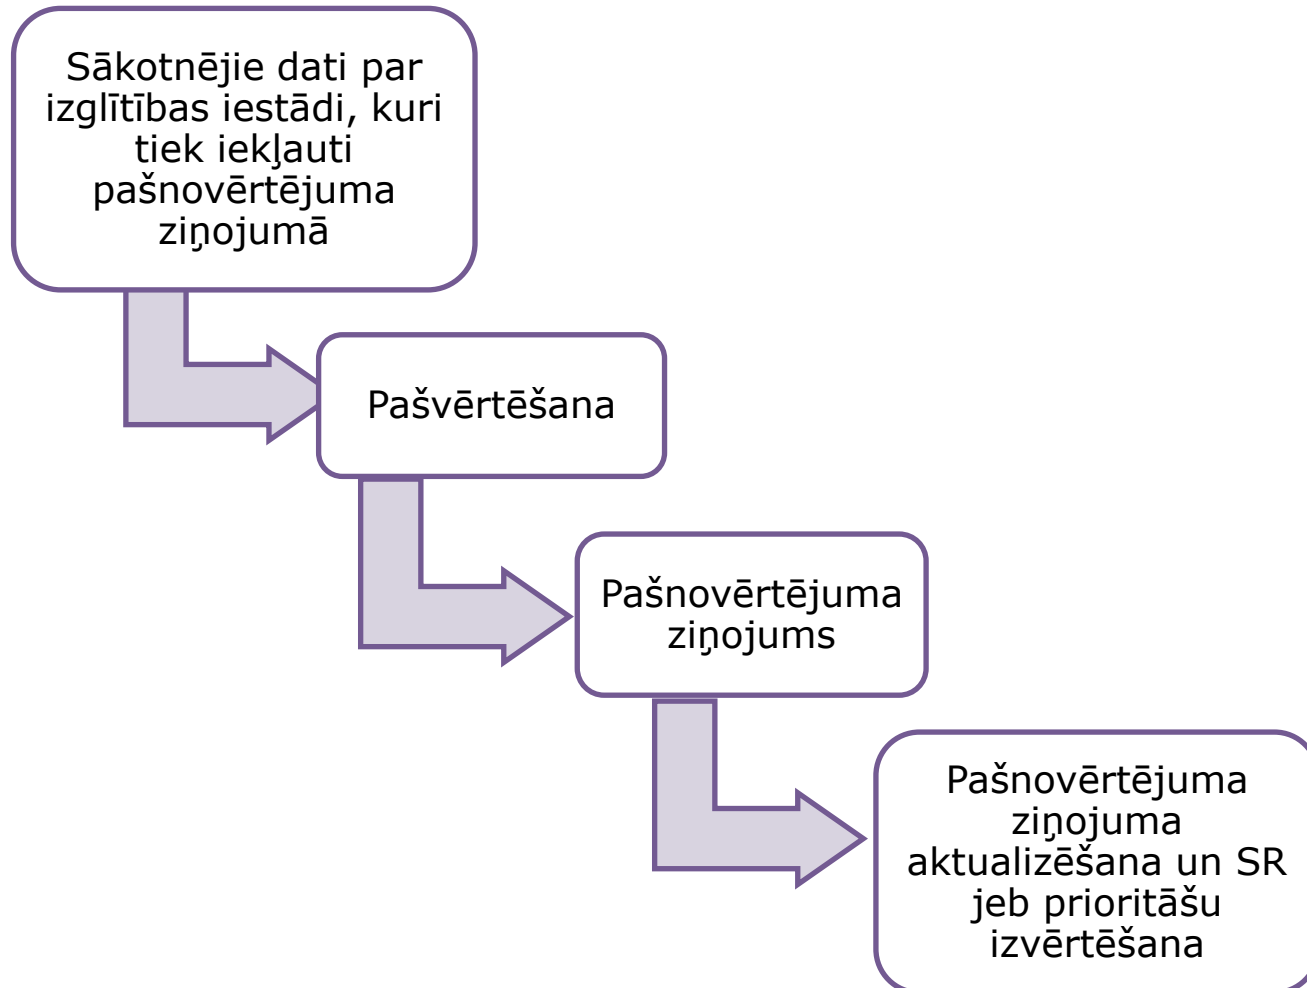 Sākotnējie dati par
izglītības iestādi, kuri
tiek iekļauti
pašnovērtējuma
ziņojumā
Pašvērtēšana
Pašnovērtējuma
ziņojums
Pašnovērtējuma
ziņojuma
aktualizēšana un SR
jeb prioritāšu
izvērtēšana